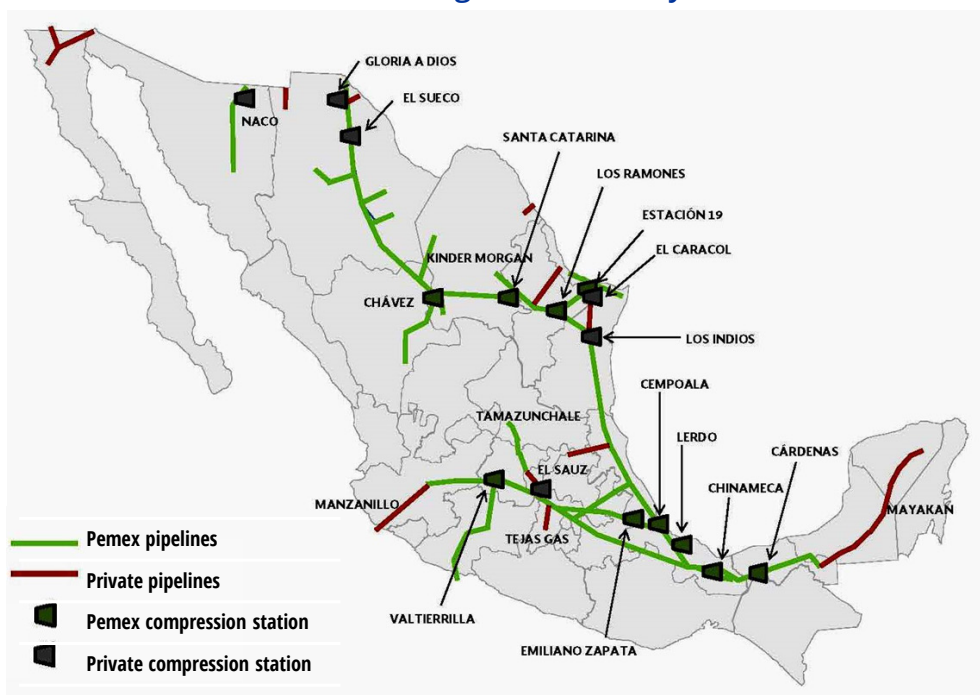 GLORIA A DIOS
EL SUECO
NACO
SANTA CATARINA
LOS RAMONES
ESTACIÓN 19
EL CARACOL
KINDER MORGAN
CHÁVEZ
LOS INDIOS
CEMPOALA
TAMAZUNCHALE
LERDO
CÁRDENAS
EL SAUZ
CHINAMECA
MANZANILLO
MAYAKAN
TEJAS GAS
VALTIERRILLA
EMILIANO ZAPATA
Pemex pipelines
Private pipelines
Pemex compression station
Private compression station